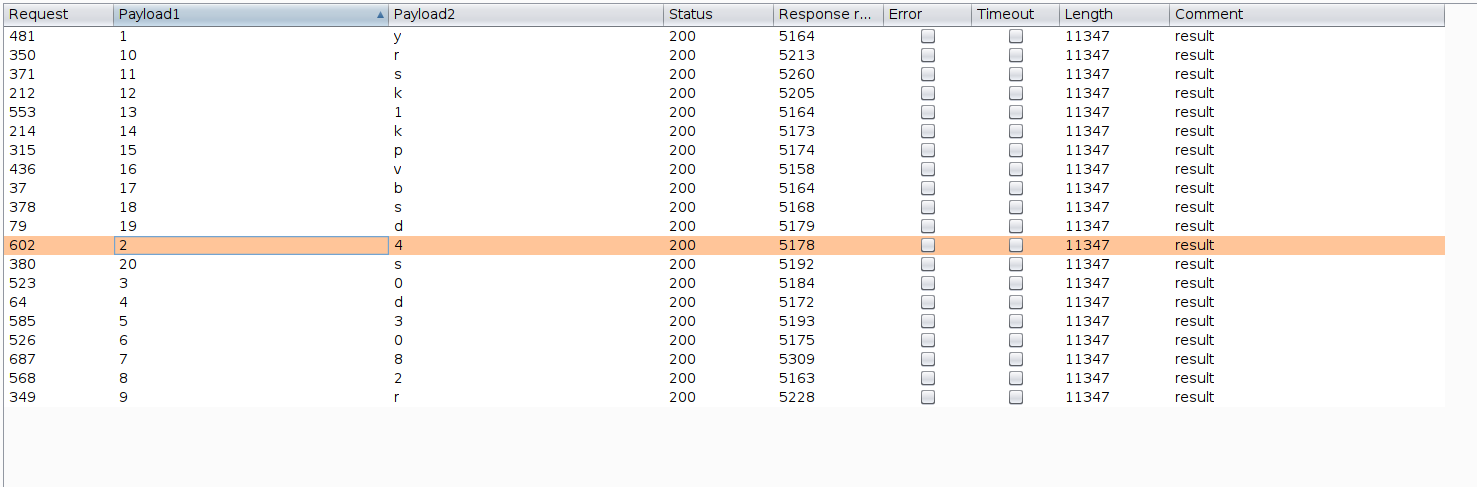 Request Payload1 Payload2 Status Response r... Error Timeout Length Comment
481 1 y 200 5164 11347 result
350 10 r 200 5213 11347 result
371 11 s 200 5260 11347 result
212 12 k 200 5205 11347 result
553 13 1 200 5164 11347 result
214 14 k 200 5173 11347 result
315 15 p 200 5174 11347 result
436 16 v 200 5158 11347 result
37 17 b 200 5164 11347 result
378 18 s 200 5168 11347 result
79 19 d 200 5179 11347 result
602 2 4 200 5178 11347 result
380 20 s 200 5192 11347 result
523 3 0 200 5184 11347 result
64 4 d 200 5172 11347 result
585 5 3 200 5193 11347 result
526 6 0 200 5175 11347 result
687 7 8 200 5309 11347 result
568 8 2 200 5163 11347 result
349 9 r 200 5228 11347 result